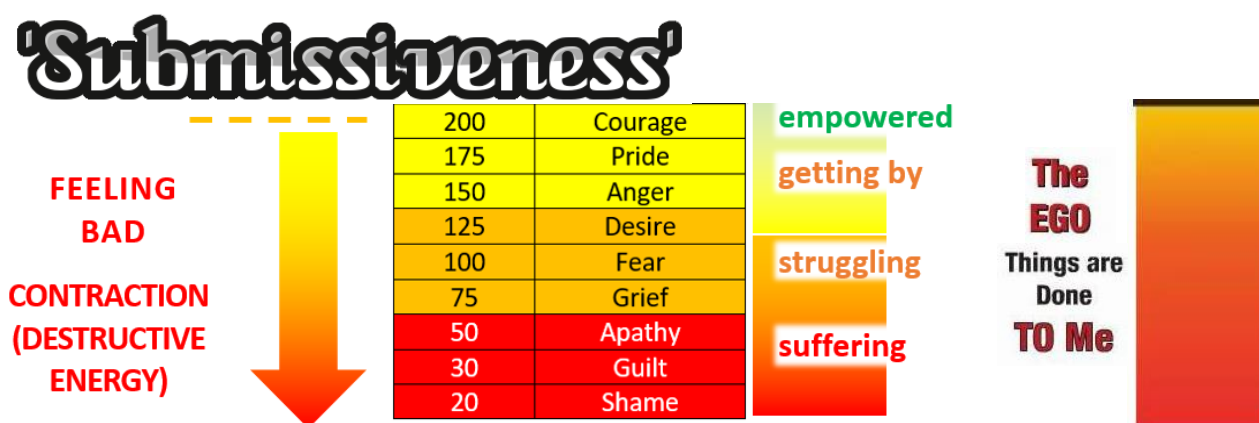 'Submissiveness'
FEELING
BAD
CONTRACTION
(DESTRUCTIVE
ENERGY)
200 Courage
175 Pride
150 Anger
125 Desire
100 Fear
75 Grief
50 Apathy
30 Guilt
20 Shame
empowered
getting by
struggling
suffering
The
EGO
Things are
Done
TO Me